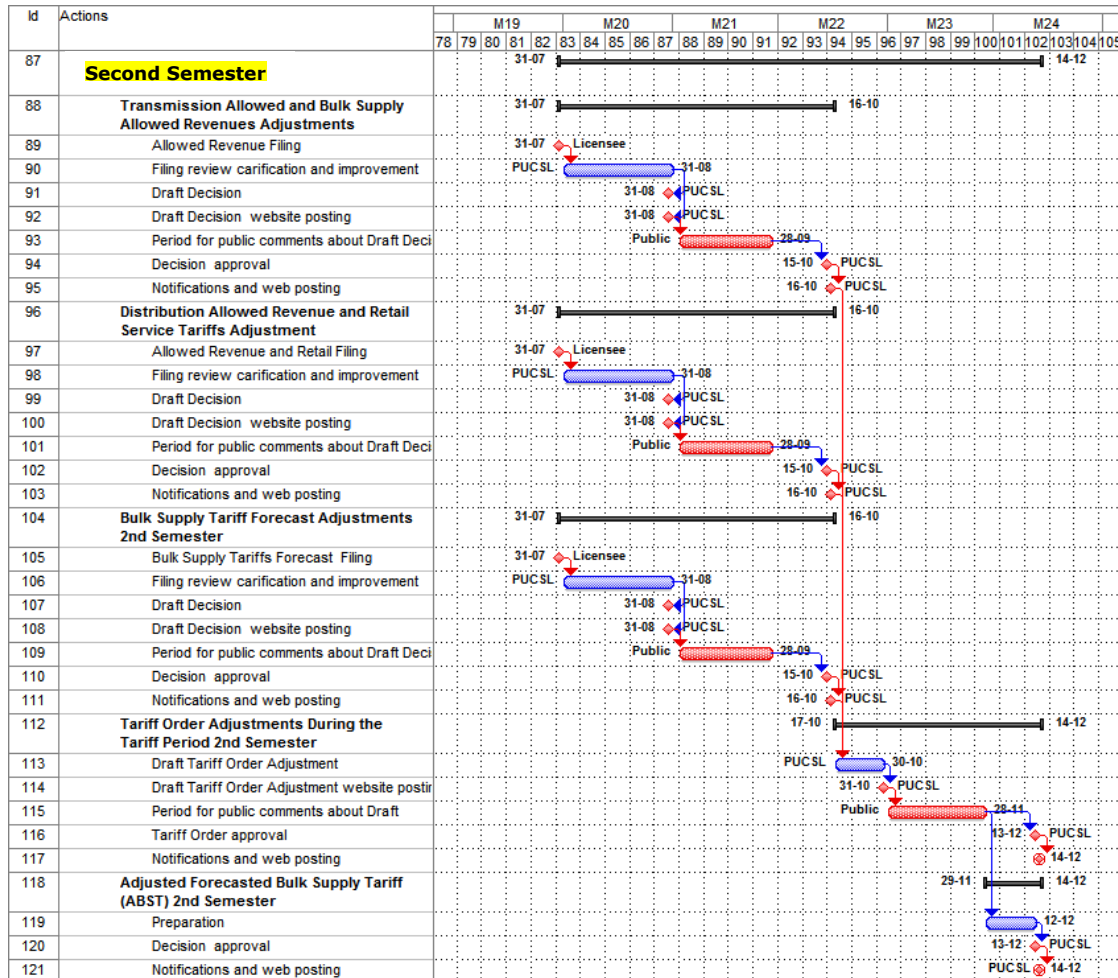 Id Actions
M19 M20 M21 M22 M23 M24
78 79 80 81 82 83 84 85 86 87 88 89 90 91 92 93 94 95 96 97 98 99 100 101 102 103 104 105
87 Second Semester 31-07 14-12
88 Transmission Allowed and Bulk Supply 31-07 16-10
Allowed Revenues Adjustments
89 Allowed Revenue Filing 31-07 Licensee
90 Filing review carification and improvement PUCSL 31-08
91 Draft Decision 31-08 PUCSL
92 Draft Decision website posting 31-08 PUCSL
93 Period for public comments about Draft Deci Public 28-09
94 Decision approval 15-10 PUCSL
95 Notifications and web posting 16-10 PUCSL
96 Distribution Allowed Revenue and Retail 31-07 16-10
Service Tariffs Adjustment
97 Allowed Revenue and Retail Filing 31-07 Licensee
98 Filing review carification and improvement PUCSL 31-08
99 Draft Decision 31-08 PUCSL
100 Draft Decision website posting 31-08 PUCSL
101 Period for public comments about Draft Deci Public 28-09
102 Decision approval 15-10 PUCSL
103 Notifications and web posting 16-10 PUCSL
104 Bulk Supply Tariff Forecast Adjustments 31-07 16-10
2nd Semester
105 Bulk Supply Tariffs Forecast Filing 31-07 Licensee
106 Filing review carification and improvement PUCSL 31-08
107 Draft Decision 31-08 PUCSL
108 Draft Decision website posting 31-08 PUCSL
109 Period for public comments about Draft Deci Public 28-09
110 Decision approval 15-10 PUCSL
111 Notifications and web posting 16-10 PUCSL
112 Tariff Order Adjustments During the 17-10 14-12
Tariff Period 2nd Semester
113 Draft Tariff Order Adjustment PUCSL 30-10
114 Draft Tariff Order Adjustment website postin 31-10 PUCSL
115 Period for public comments about Draft Public 28-11
116 Tariff Order approval 13-12 PUCSL
117 Notifications and web posting 14-12
118 Adjusted Forecasted Bulk Supply Tariff 29-11 14-12
(ABST) 2nd Semester
119 Preparation 12-12
120 Decision approval 13-12 PUCSL
121 Notifications and web posting PUCSL 14-12